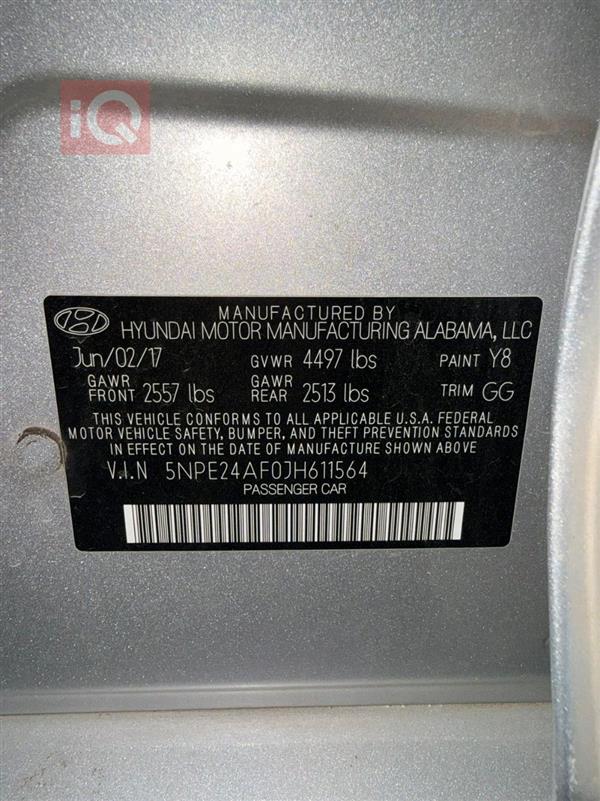 iQ
MANUFACTURED BY
HYUNDAI MOTOR MANUFACTURING ALABAMA, LLC
Jun/02/17 GVWR 4497 lbs PAINT Y8
GAWR FRONT 2557 lbs GAWR REAR 2513 lbs TRIM GG
THIS VEHICLE CONFORMS TO ALL APPLICABLE U.S.A. FEDERAL
MOTOR VEHICLE SAFETY, BUMPER, AND THEFT PREVENTION STANDARDS
IN EFFECT ON THE DATE OF MANUFACTURE SHOWN ABOVE
V.I.N 5NPE24AF0JH611564
PASSENGER CAR